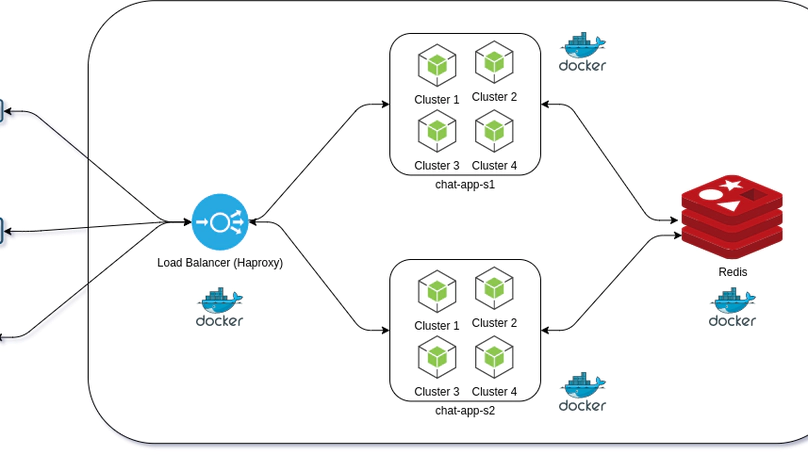 docker
Cluster 1
Cluster 2
Cluster 3
Cluster 4
chat-app-s1
Load Balancer (Haproxy)
docker
Redis
docker
Cluster 1
Cluster 2
Cluster 3
Cluster 4
chat-app-s2
docker